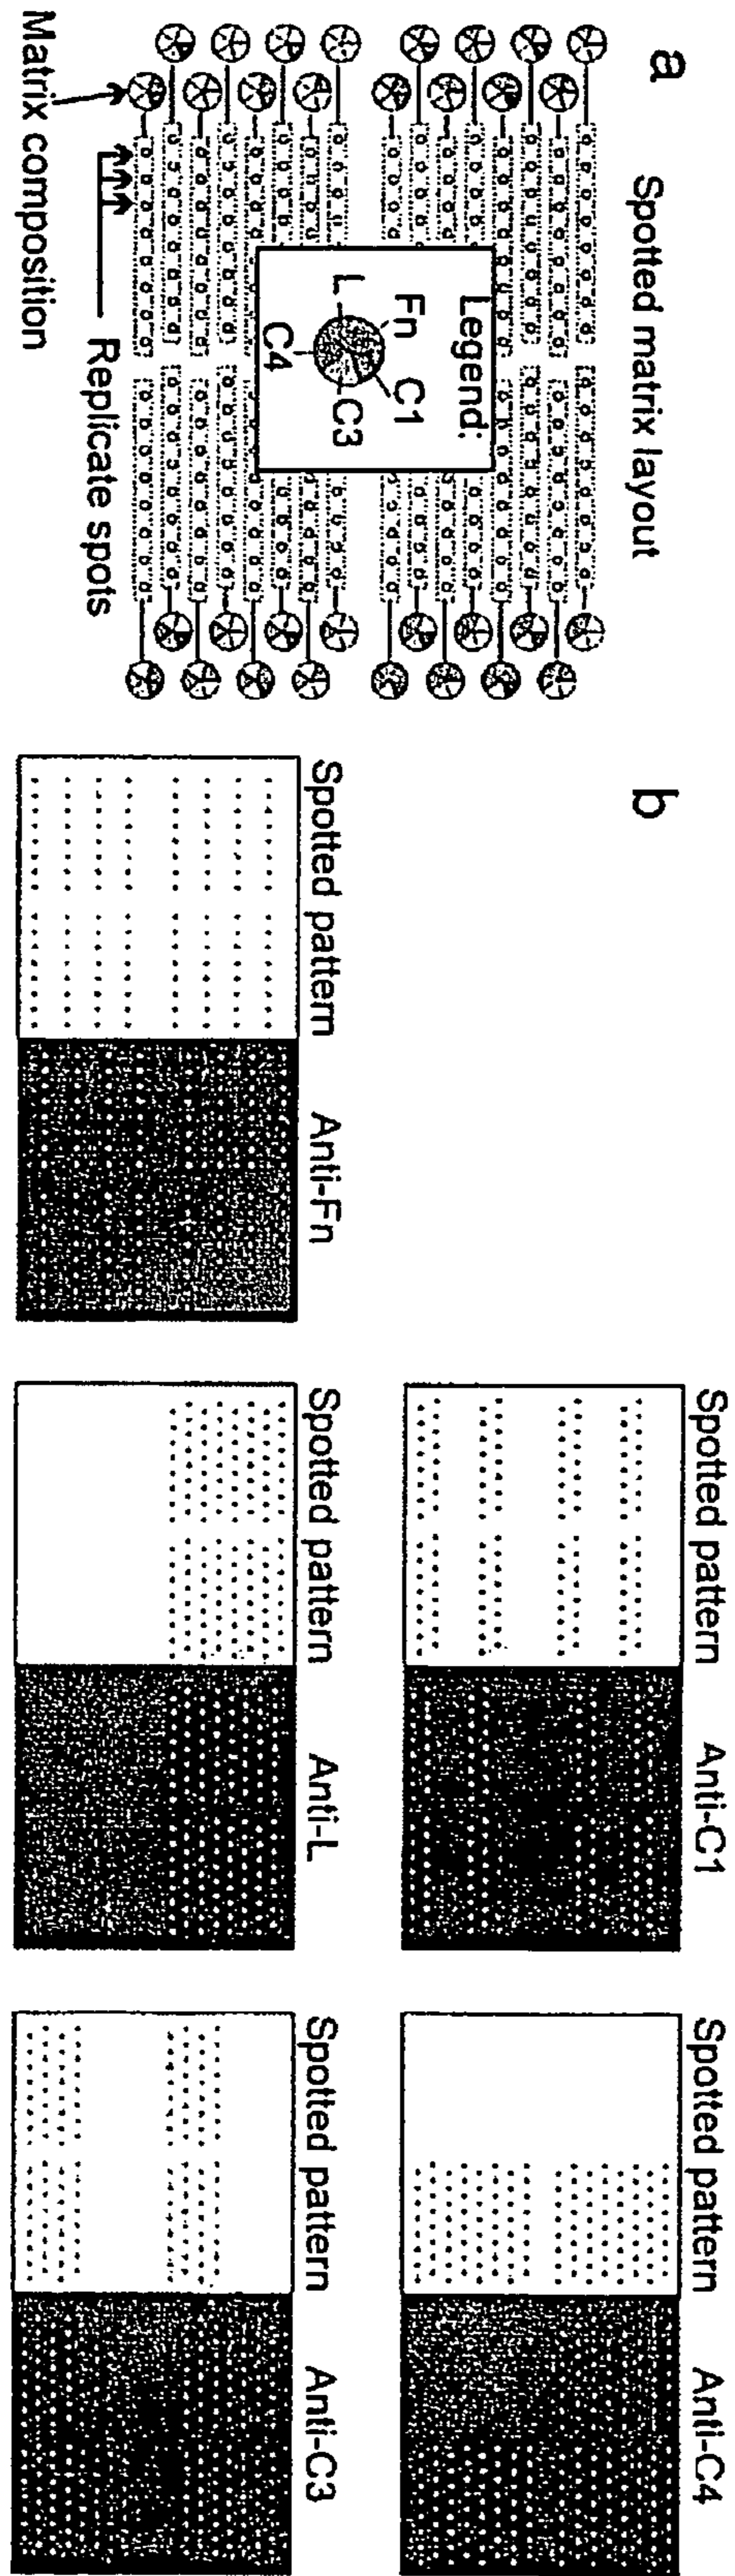 a
Spotted matrix layout
Legend:
Fn
C1
L
C3
C4
Replicate spots
Matrix composition
b
Spotted pattern
Anti-C1
Spotted pattern
Anti-C4
Spotted pattern
Anti-Fn
Spotted pattern
Anti-L
Spotted pattern
Anti-C3